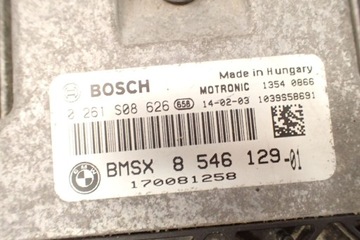 BOSCH
Made in Hungary
MOTRONIC 1354 0866
0 261 S08 626 658 14-02-03 1039S58691
BMW
BMSX 8 546 129-01
170081258